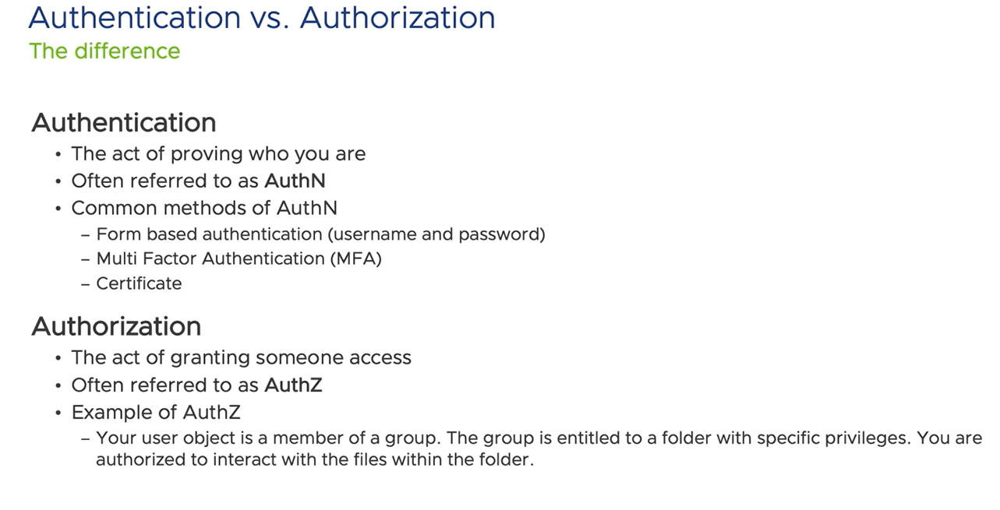 Authentication vs. Authorization
The difference
Authentication
• The act of proving who you are
• Often referred to as AuthN
• Common methods of AuthN
– Form based authentication (username and password)
– Multi Factor Authentication (MFA)
– Certificate
Authorization
• The act of granting someone access
• Often referred to as AuthZ
• Example of AuthZ
– Your user object is a member of a group. The group is entitled to a folder with specific privileges. You are
authorized to interact with the files within the folder.